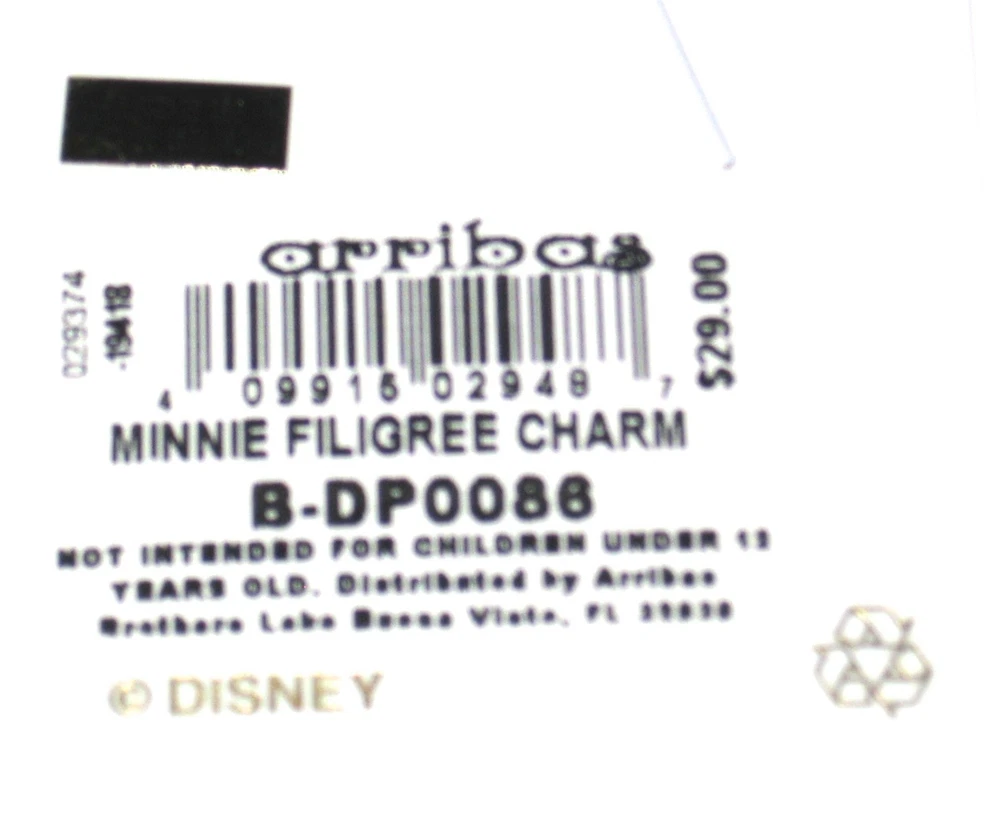 arribas
029374
-19418
$29.00
4 09916 02948 7
MINNIE FILIGREE CHARM
B-DP0086
NOT INTENDED FOR CHILDREN UNDER 12
YEARS OLD. Distributed by Arribas
Brothers Lake Buena Vista, FL
© DISNEY